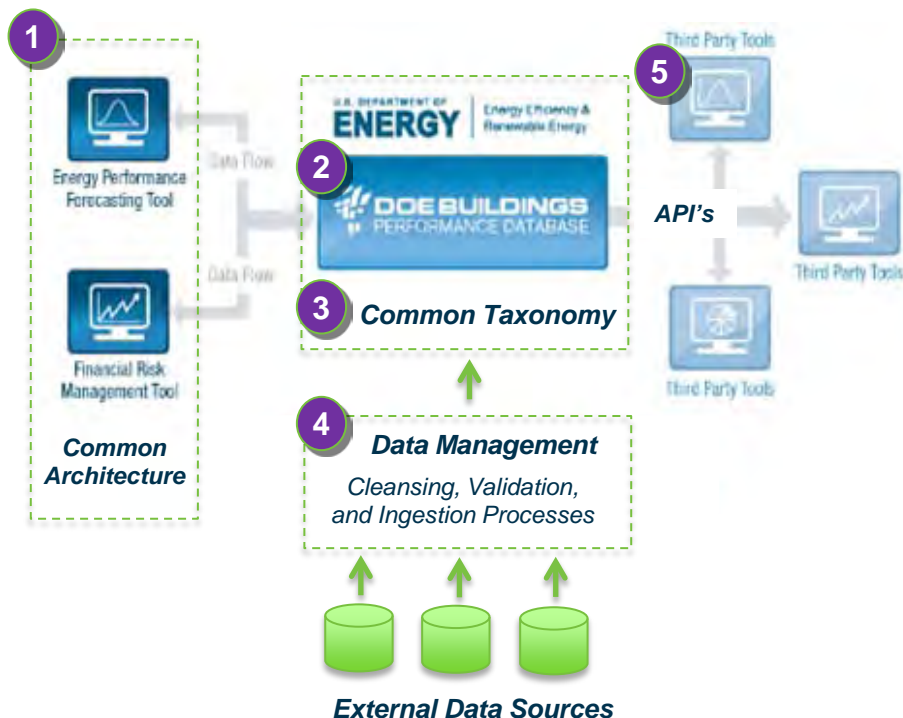 1
Energy Performance
Forecasting Tool
Financial Risk
Management Tool
Common
Architecture
Data Flow
Data Flow
U.S. DEPARTMENT OF
ENERGY
Energy Efficiency &
Renewable Energy
2
DOE BUILDINGS
PERFORMANCE DATABASE
3
Common Taxonomy
4
Data Management
Cleansing, Validation,
and Ingestion Processes
External Data Sources
5
Third Party Tools
API's
Third Party Tools
Third Party Tools